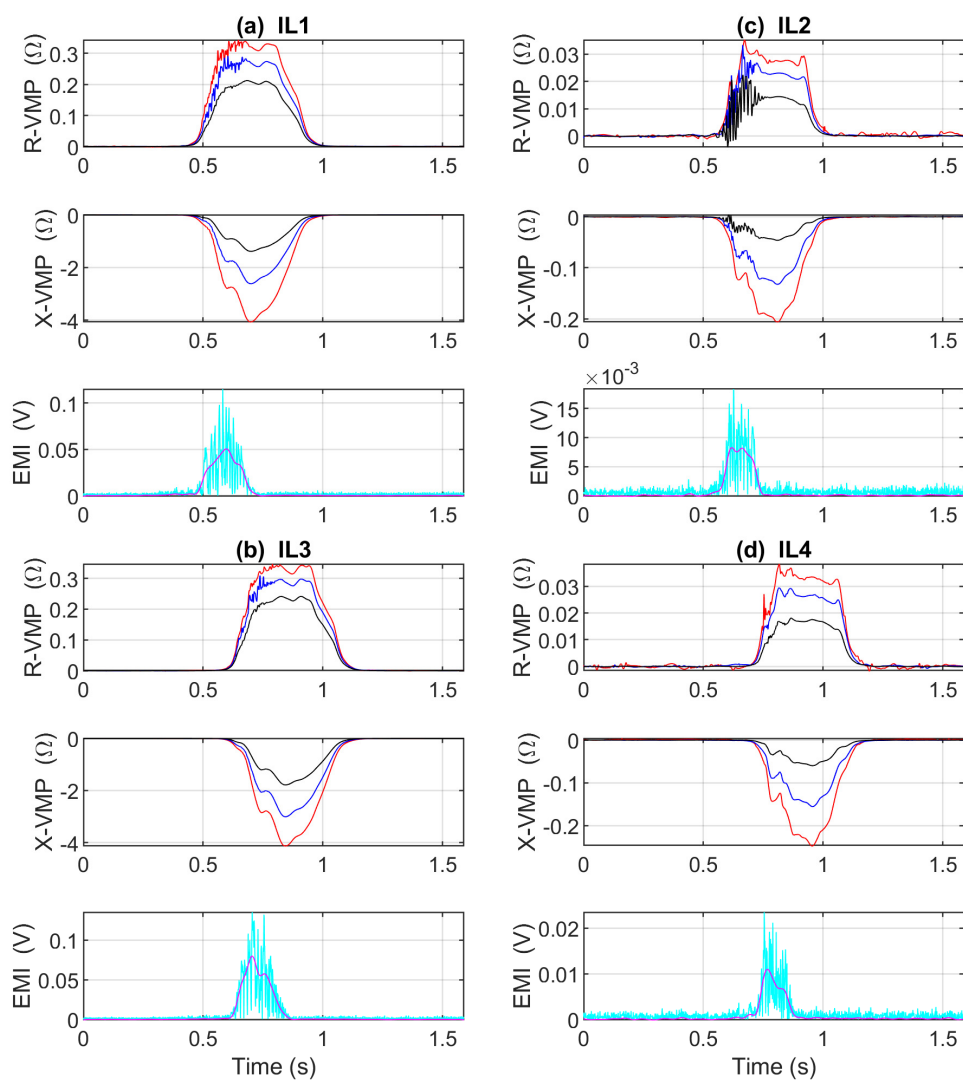 (a) IL1
R-VMP (Ω)
0.3
0.2
0.1
0
0 0.5 1 1.5
X-VMP (Ω)
0
-2
-4
0 0.5 1 1.5
EMI (V)
0.1
0.05
0
0 0.5 1 1.5
(b) IL3
R-VMP (Ω)
0.3
0.2
0.1
0
0 0.5 1 1.5
X-VMP (Ω)
0
-2
-4
0 0.5 1 1.5
EMI (V)
0.1
0.05
0
0 0.5 1 1.5
Time (s)
(c) IL2
R-VMP (Ω)
0.03
0.02
0.01
0
0 0.5 1 1.5
X-VMP (Ω)
0
-0.1
-0.2
0 0.5 1 1.5
×10⁻³
EMI (V)
15
10
5
0
0 0.5 1 1.5
(d) IL4
R-VMP (Ω)
0.03
0.02
0.01
0
0 0.5 1 1.5
X-VMP (Ω)
0
-0.1
-0.2
0 0.5 1 1.5
EMI (V)
0.02
0.01
0
0 0.5 1 1.5
Time (s)